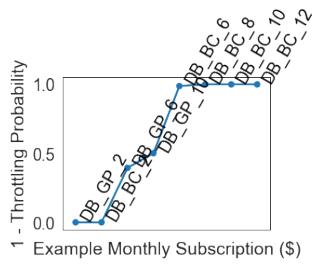 DB_BC_6
DB_BC_8
DB_BC_10
DB_BC_12
1.0
DB_GP_6
DB_GP_10
0.5
DB_GP_2
DB_BC_2
0.0
1 - Throttling Probability
Example Monthly Subscription ($)